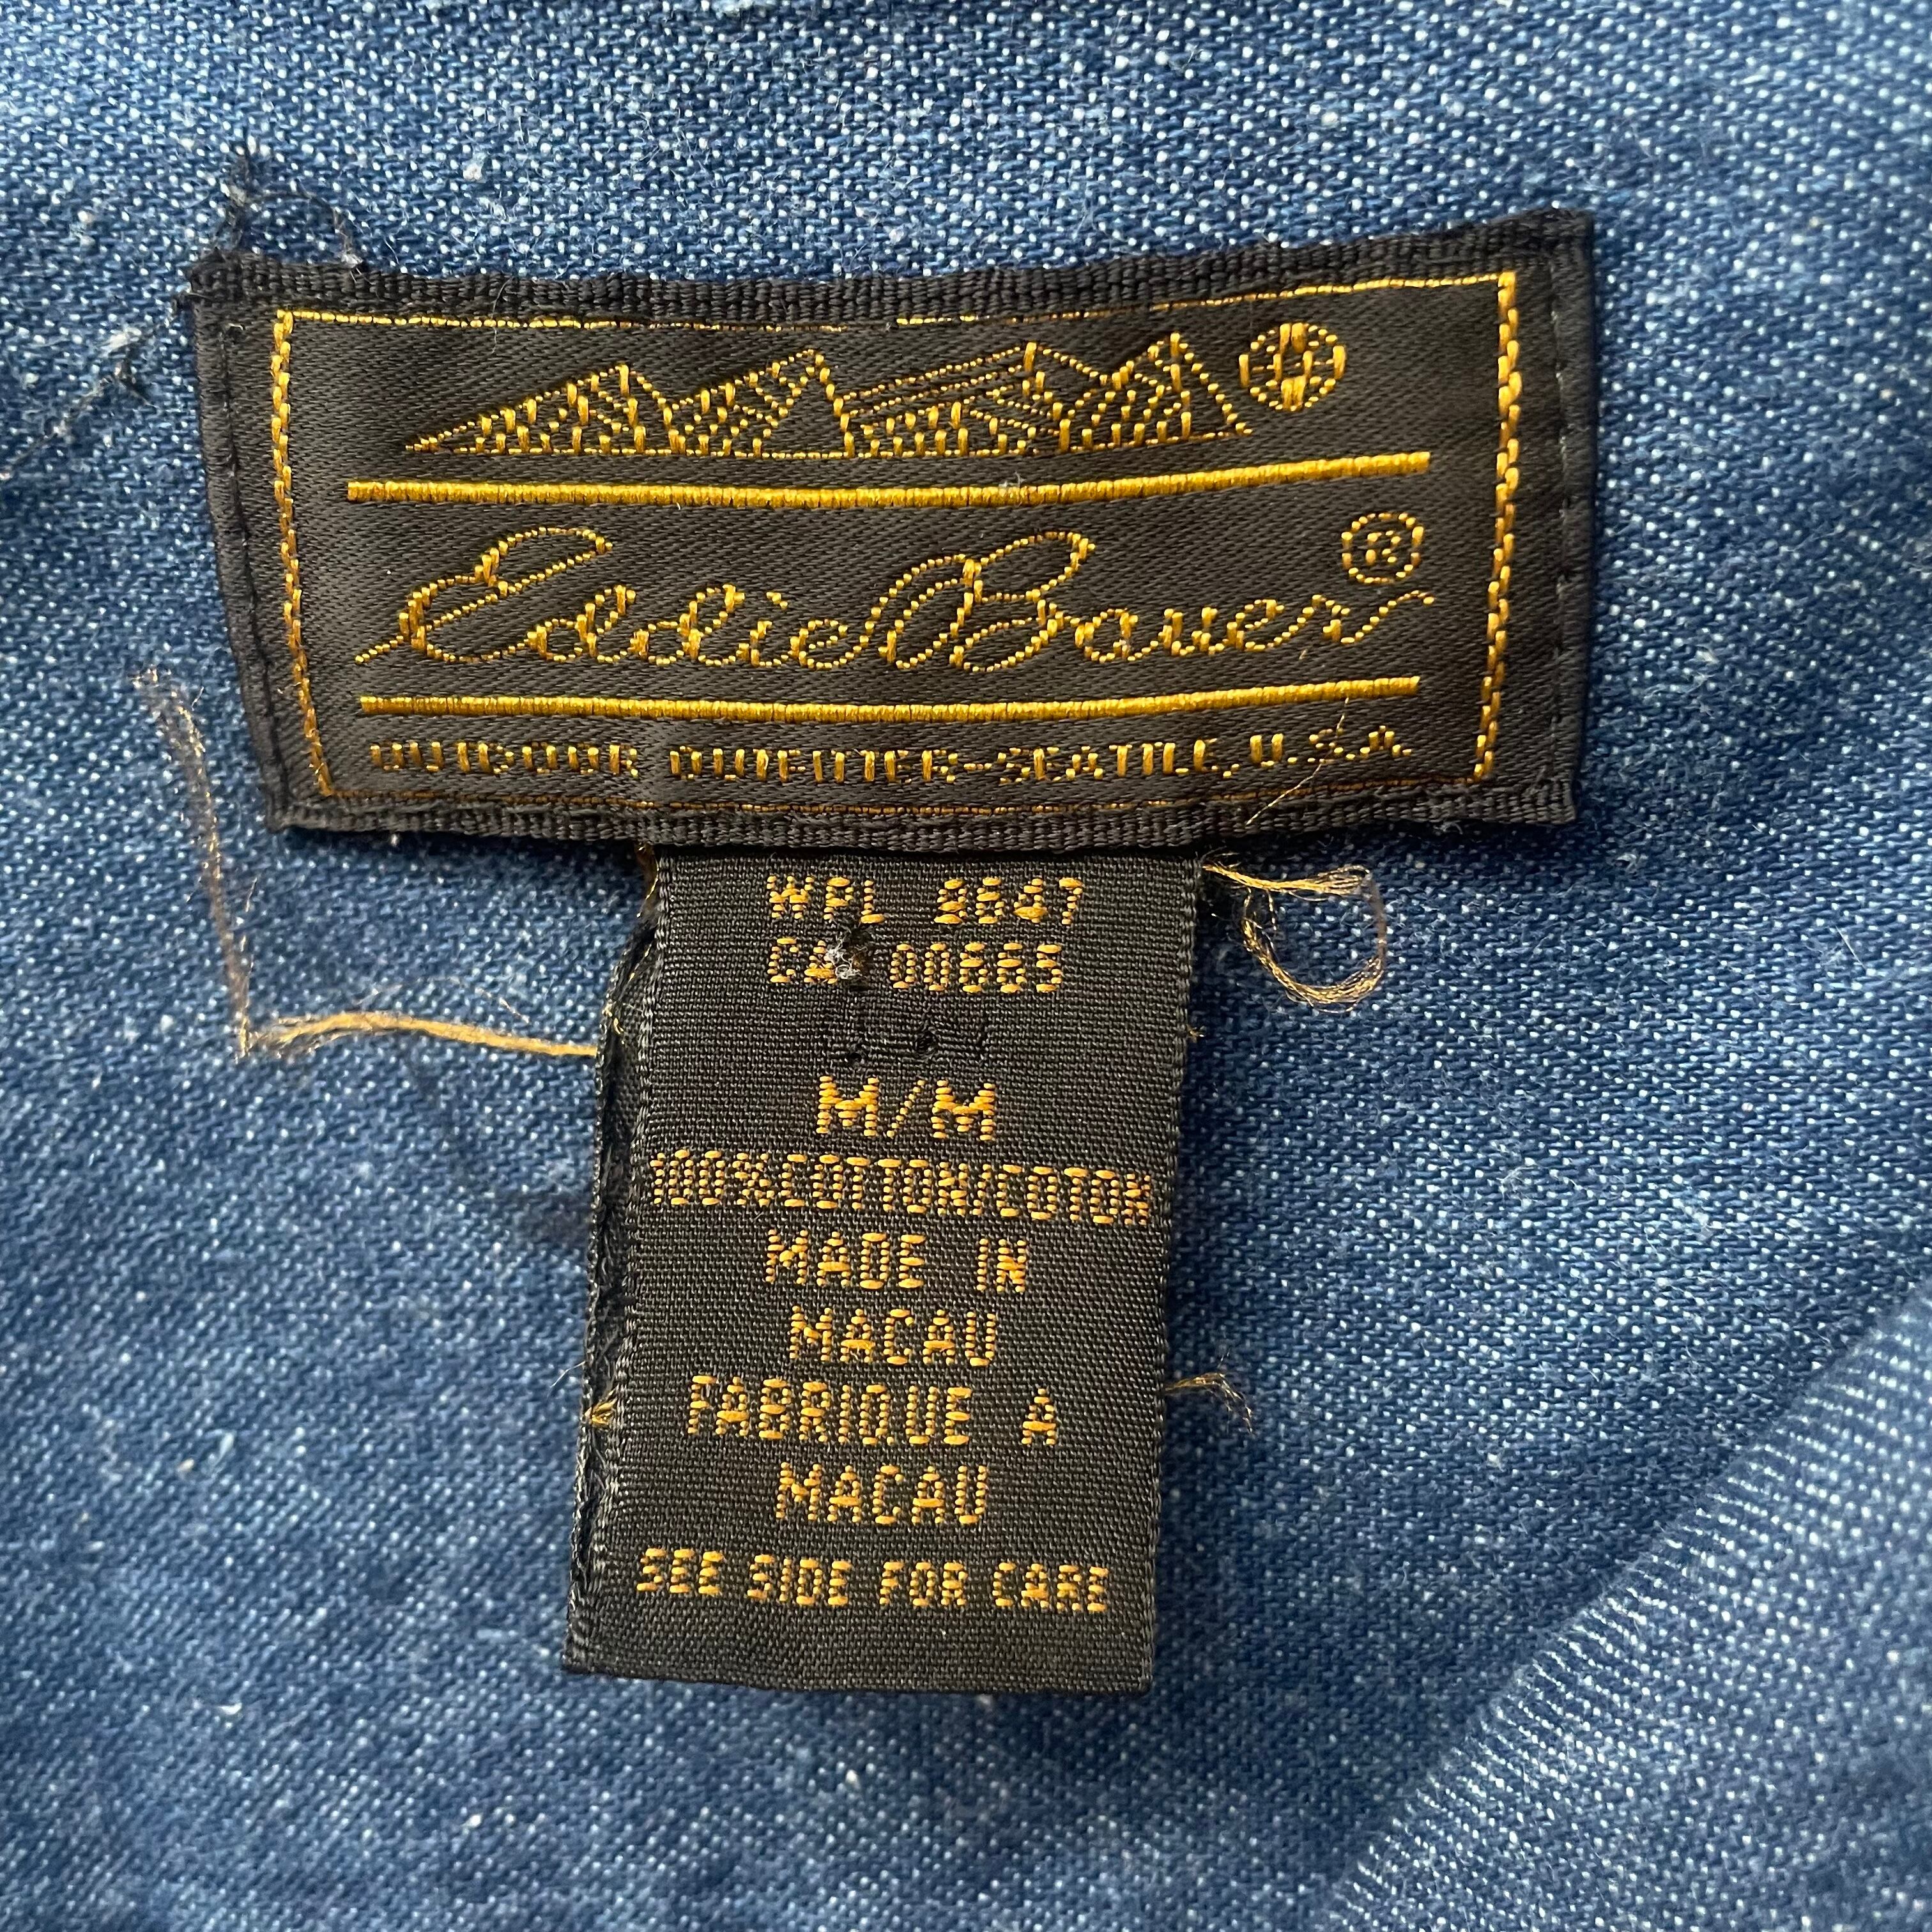 Eddie Bauer ®
OUTDOOR OUTFITTER-SEATTLE, U.S.A.
WPL 8647
CA 00665
M/M
100% COTTON/COTON
MADE IN
MACAU
FABRIQUE A
MACAU
SEE SIDE FOR CARE